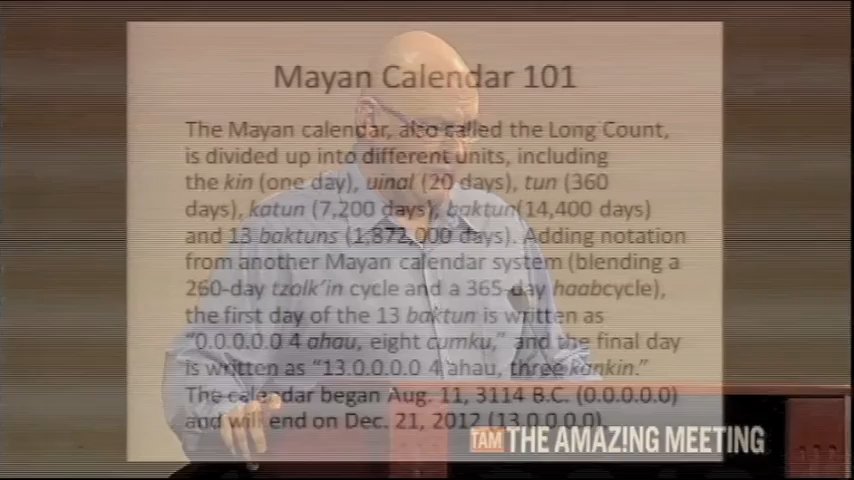 Mayan Calendar 101
The Mayan calendar, also called the Long Count,
is divided up into different units, including
the kin (one day), uinal (20 days), tun (360
days), katun (7,200 days), baktun(14,400 days)
and 13 baktuns (1,872,000 days). Adding notation
from another Mayan calendar system (blending a
260-day tzolk'in cycle and a 365-day haabcycle),
the first day of the 13 baktun is written as
"0.0.0.0.0 4 ahau, eight cumku," and the final day
is written as "13.0.0.0.0 4 ahau, three kankin."
The calendar began Aug. 11, 3114 B.C. (0.0.0.0.0)
and will end on Dec. 21, 2012 (13.0.0.0.0)
TAM THE AMAZ!NG MEETING